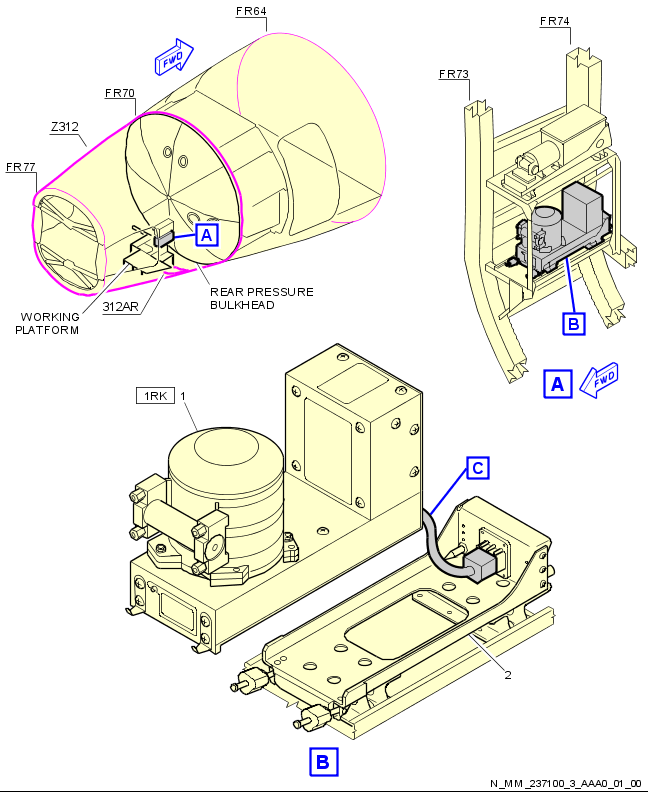 FR64
FWD
FR74
FR73
FR70
Z312
FR77
A
REAR PRESSURE
BULKHEAD
312AR
WORKING
PLATFORM
B
A
FWD
1RK 1
C
2
B
N_MM_237100_3_AAA0_01_00